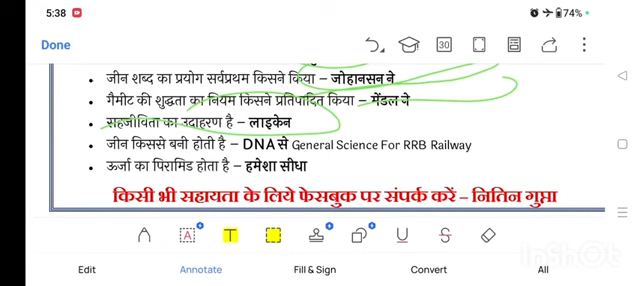 5:38
74%
Done
30
• जीन शब्द का प्रयोग सर्वप्रथम किसने किया – जोहानसन ने
• गैमीट की शुद्धता का नियम किसने प्रतिपादित किया – मेंडल ने
• सहजीविता का उदाहरण है – लाइकेन
• जीन किससे बनी होती है – DNA से General Science For RRB Railway
• ऊर्जा का पिरामिड होता है – हमेशा सीधा
किसी भी सहायता के लिये फेसबुक पर संपर्क करें – नितिन गुप्ता
A T U S
InShOt
Edit Annotate Fill & Sign Convert All